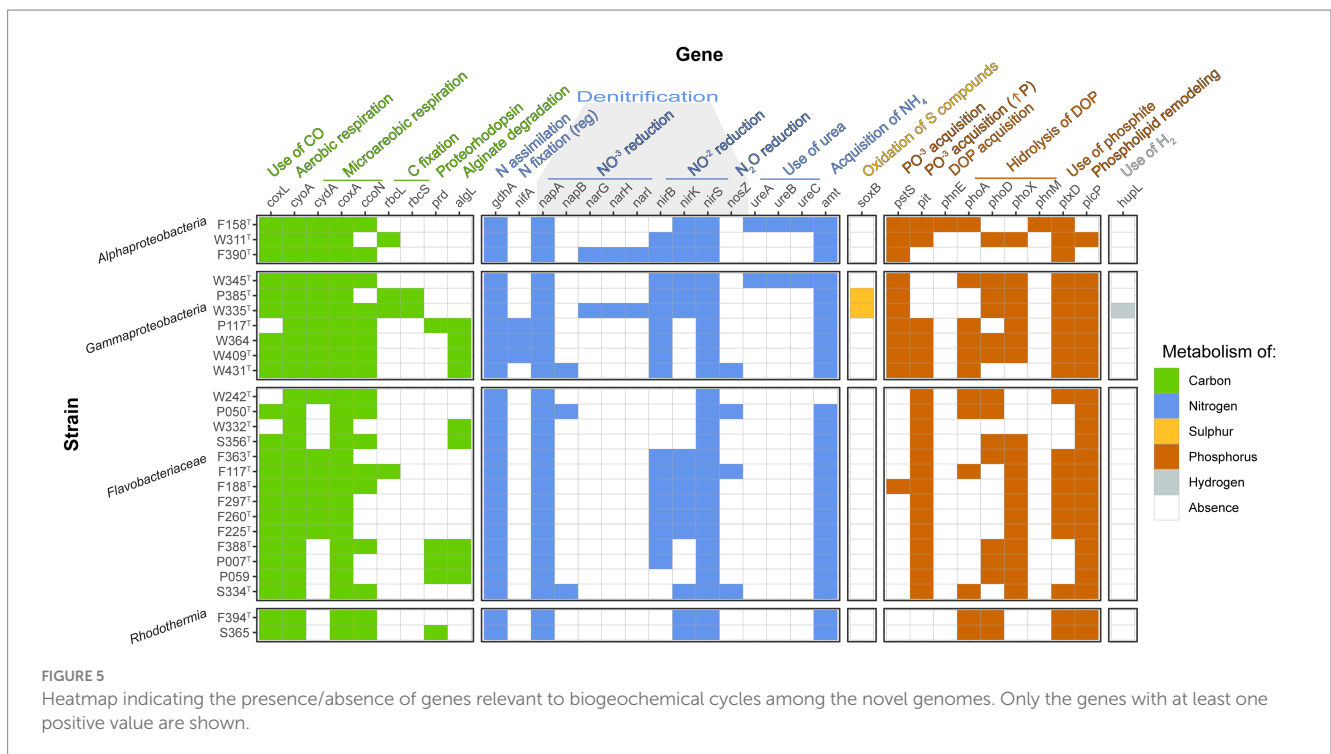 Gene
Denitrification
Use of CO
Aerobic respiration
Microaerobic respiration
C fixation
Proteorhodopsin
Alginate degradation
N assimilation
N fixation (reg)
NO⁻³ reduction
NO⁻² reduction
N₂O reduction
Use of urea
Acquisition of NH₄
Oxidation of S compounds
PO⁻³ acquisition
PO⁻³ acquisition (↑P)
DOP acquisition
Hidrolysis of DOP
Use of phosphite
Phospholipid remodeling
Use of H₂
coxL cyoA cydA coxA ccoN rbcL rbcS prd algL gdhA nifA napA napB narG narH narI nirB nirK nirS nosZ ureA ureB ureC amt soxB pstS pit phnE phoA phoD phoX phnM ptxD plcP hupL
Strain
Alphaproteobacteria
F158ᵀ
W311ᵀ
F390ᵀ
Gammaproteobacteria
W345ᵀ
P385ᵀ
W335ᵀ
P117ᵀ
W364
W409ᵀ
W431ᵀ
Flavobacteriaceae
W242ᵀ
P050ᵀ
W332ᵀ
S356ᵀ
F363ᵀ
F117ᵀ
F188ᵀ
F297ᵀ
F260ᵀ
F225ᵀ
F388ᵀ
P007ᵀ
P059
S334ᵀ
Rhodothermia
F394ᵀ
S365
Metabolism of:
Carbon
Nitrogen
Sulphur
Phosphorus
Hydrogen
Absence
FIGURE 5
Heatmap indicating the presence/absence of genes relevant to biogeochemical cycles among the novel genomes. Only the genes with at least one
positive value are shown.